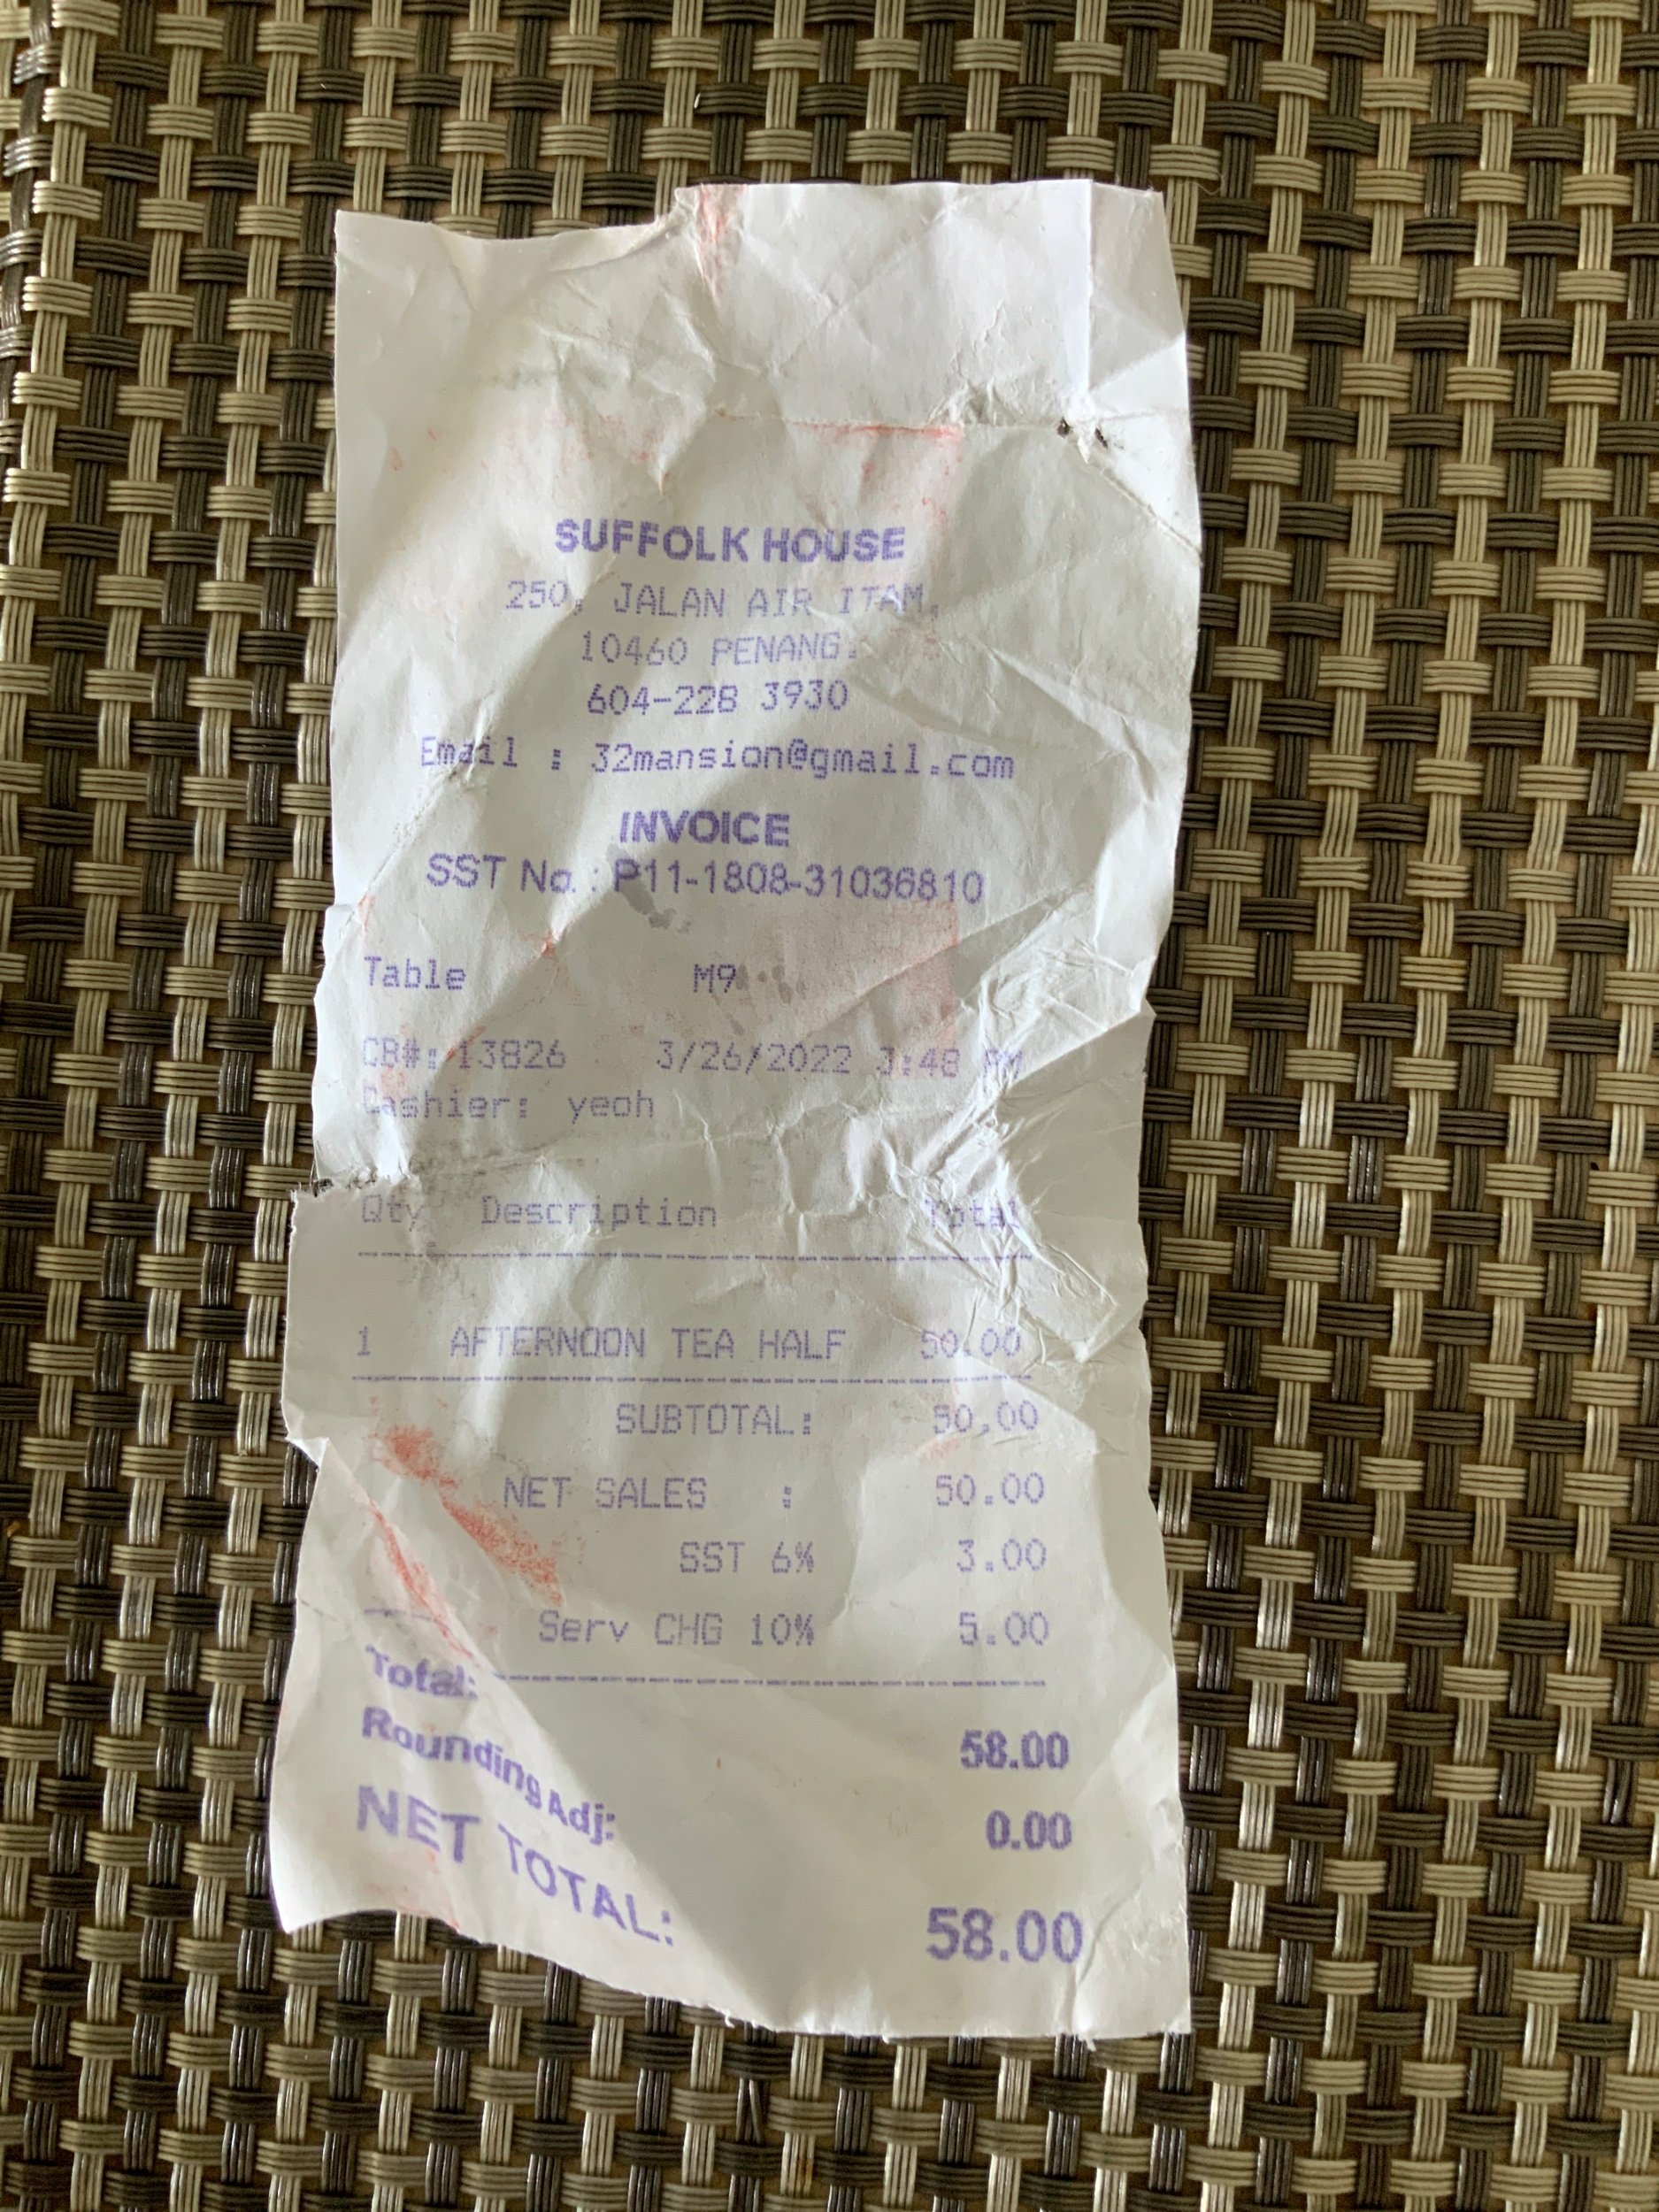 SUFFOLK HOUSE
250, JALAN AIR ITAM,
10460 PENANG.
604-228 3930
Email : 32mansion@gmail.com
INVOICE
SST No. : P11-1808-31036810
Table M9
CB#: 13826 3/26/2022 3:48 PM
Cashier: yeoh
Qty Description Total
1 AFTERNOON TEA HALF 50.00
SUBTOTAL: 50.00
NET SALES : 50.00
SST 6% 3.00
Serv CHG 10% 5.00
Total: 58.00
Rounding Adj: 0.00
NET TOTAL: 58.00